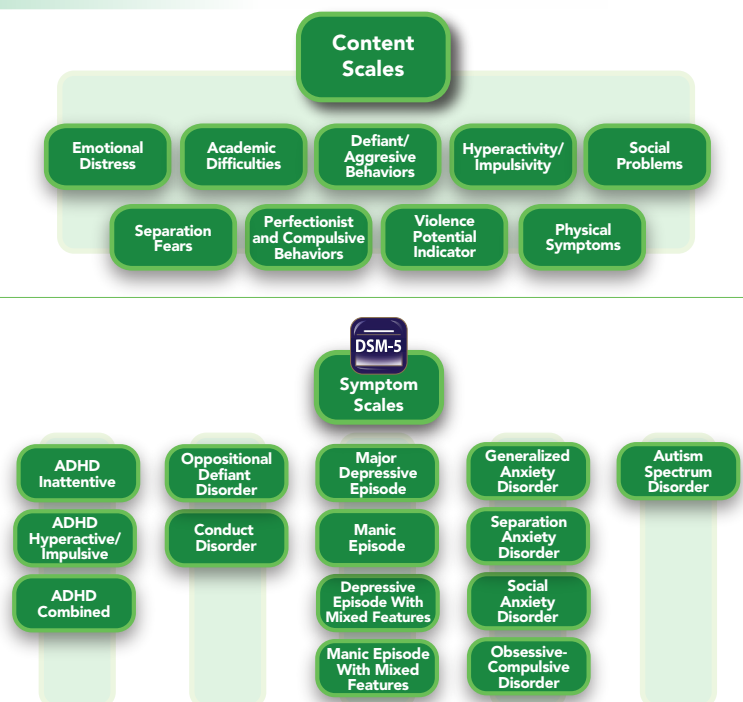 Content
Scales
Emotional
Distress
Academic
Difficulties
Defiant/
Aggresive
Behaviors
Hyperactivity/
Impulsivity
Social
Problems
Separation
Fears
Perfectionist
and Compulsive
Behaviors
Violence
Potential
Indicator
Physical
Symptoms
DSM-5
Symptom
Scales
ADHD
Inattentive
ADHD
Hyperactive/
Impulsive
ADHD
Combined
Oppositional
Defiant
Disorder
Conduct
Disorder
Major
Depressive
Episode
Manic
Episode
Depressive
Episode With
Mixed Features
Manic Episode
With Mixed
Features
Generalized
Anxiety
Disorder
Separation
Anxiety
Disorder
Social
Anxiety
Disorder
Obsessive-
Compulsive
Disorder
Autism
Spectrum
Disorder